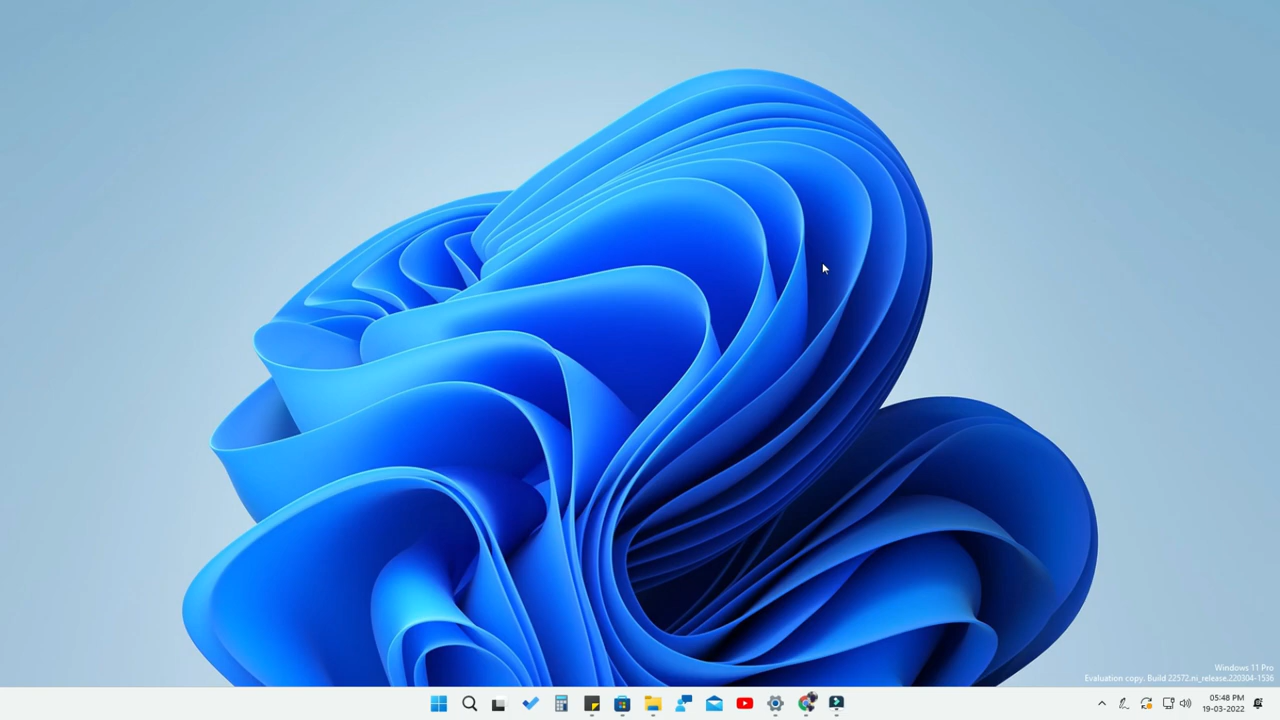 Windows 11 Pro
Evaluation copy. Build 22572.ni_release.220304-1536
05:48 PM
19-03-2022